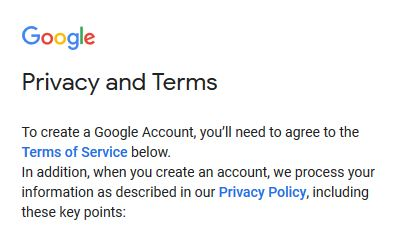 Google
Privacy and Terms
To create a Google Account, you’ll need to agree to the
Terms of Service below.
In addition, when you create an account, we process your
information as described in our Privacy Policy, including
these key points: